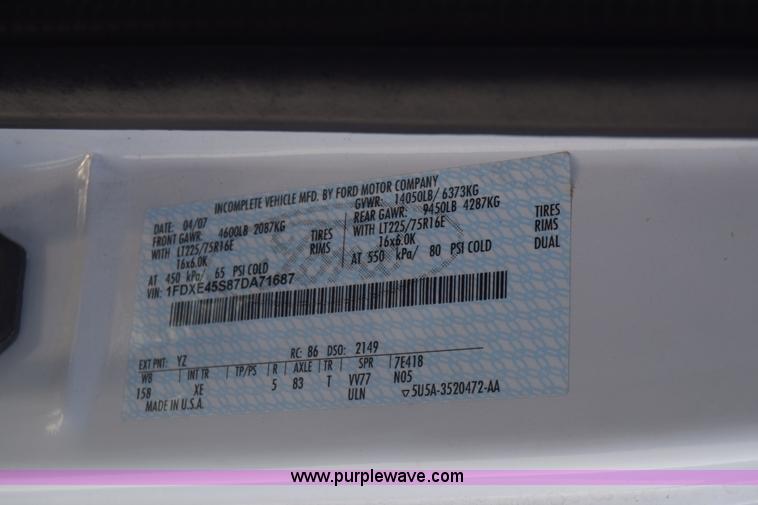 INCOMPLETE VEHICLE MFD. BY FORD MOTOR COMPANY
DATE: 04/07 GVWR: 14050LB/ 6373KG
FRONT GAWR: 4600LB 2087KG REAR GAWR: 9450LB 4287KG
WITH LT225/75R16E TIRES WITH LT225/75R16E TIRES
16x6.0K RIMS 16x6.0K RIMS
AT 450 kPa/ 65 PSI COLD AT 550 kPa/ 80 PSI COLD DUAL
VIN: 1FDXE45S87DA71687
EXT PNT: YZ RC: 86 DSO: 2149
WB INT TR TP/PS R AXLE TR SPR 7E418
158 XE 5 83 T VV77 N05
MADE IN U.S.A. ULN ▽5U5A-3520472-AA
www.purplewave.com